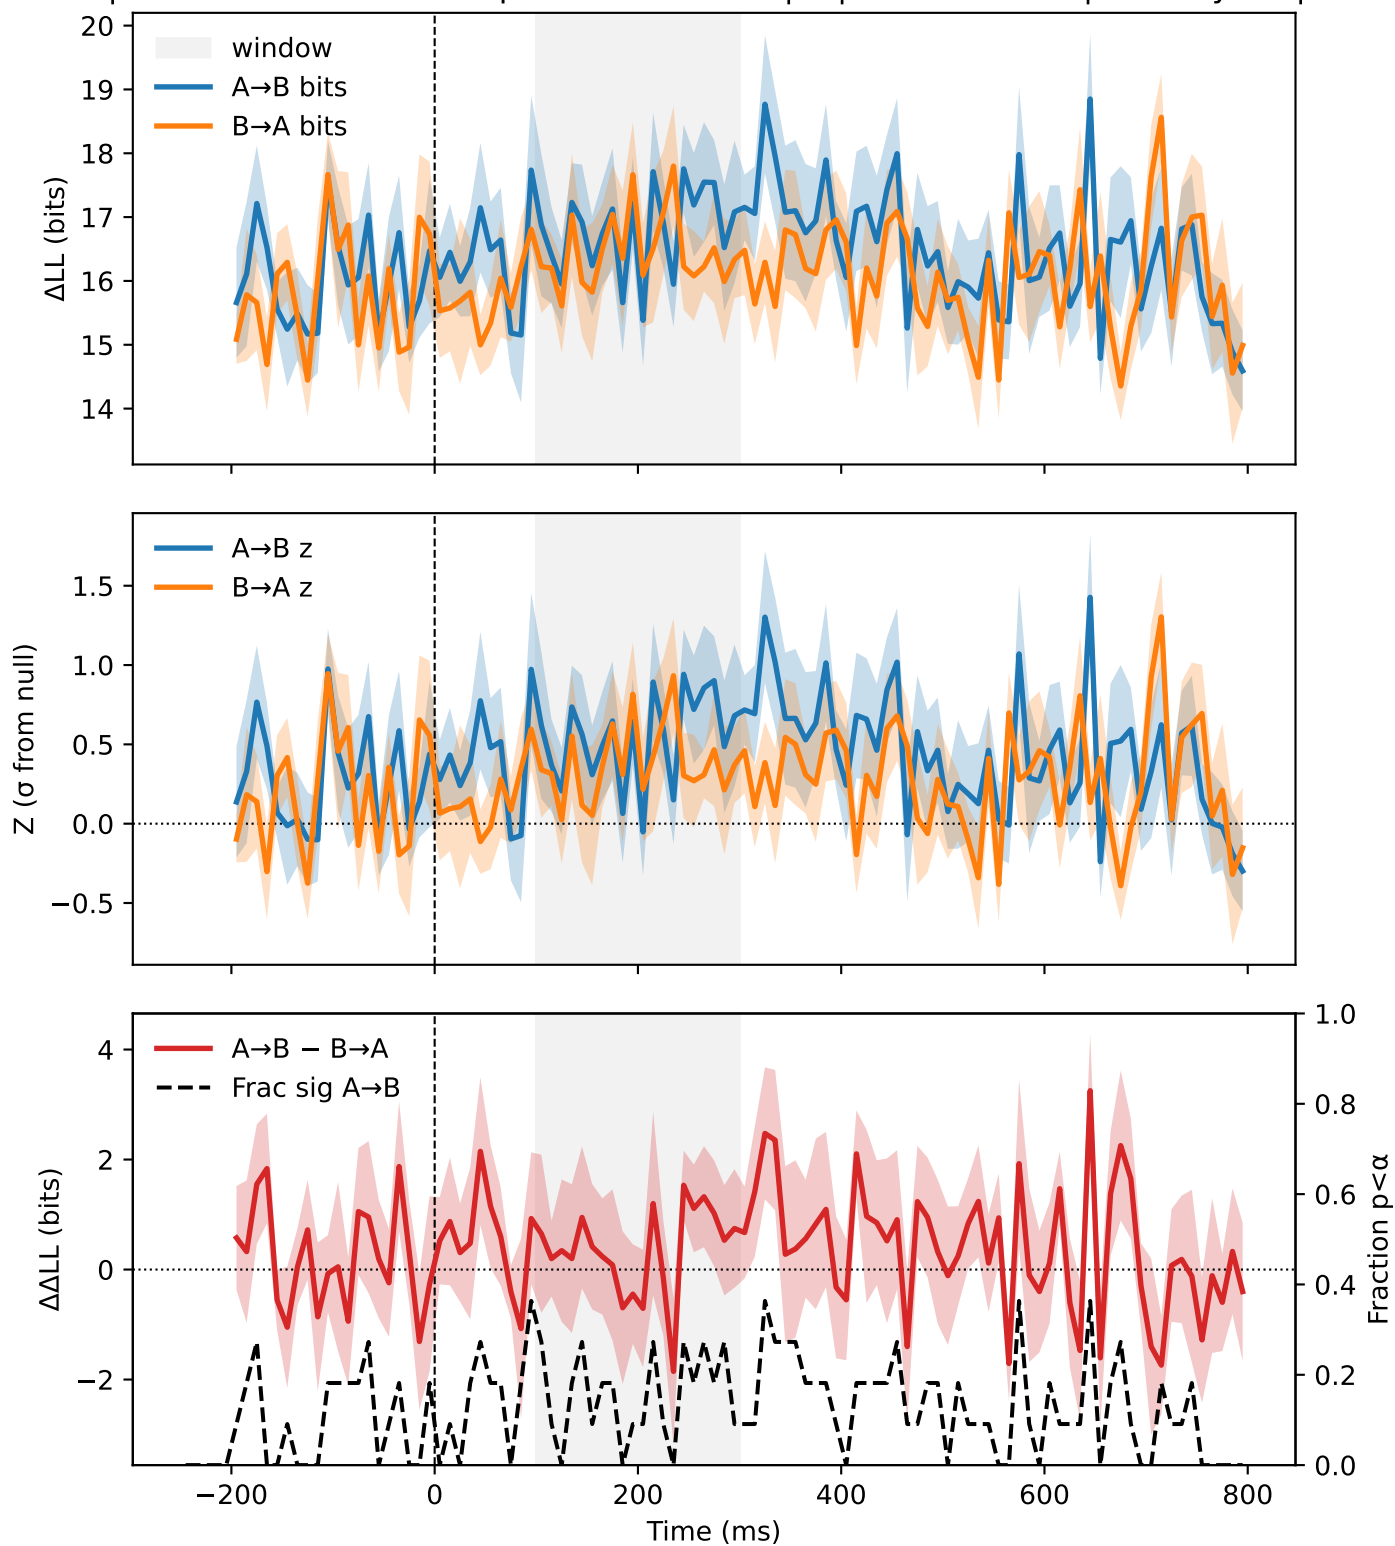 20
19
18
17
16
15
14
ΔLL (bits)
window
A→B bits
B→A bits
1.5
1.0
0.5
0.0
−0.5
Z (σ from null)
A→B z
B→A z
4
2
0
−2
ΔΔLL (bits)
A→B − B→A
Frac sig A→B
1.0
0.8
0.6
0.4
0.2
0.0
Fraction p<α
−200
0
200
400
600
800
Time (ms)